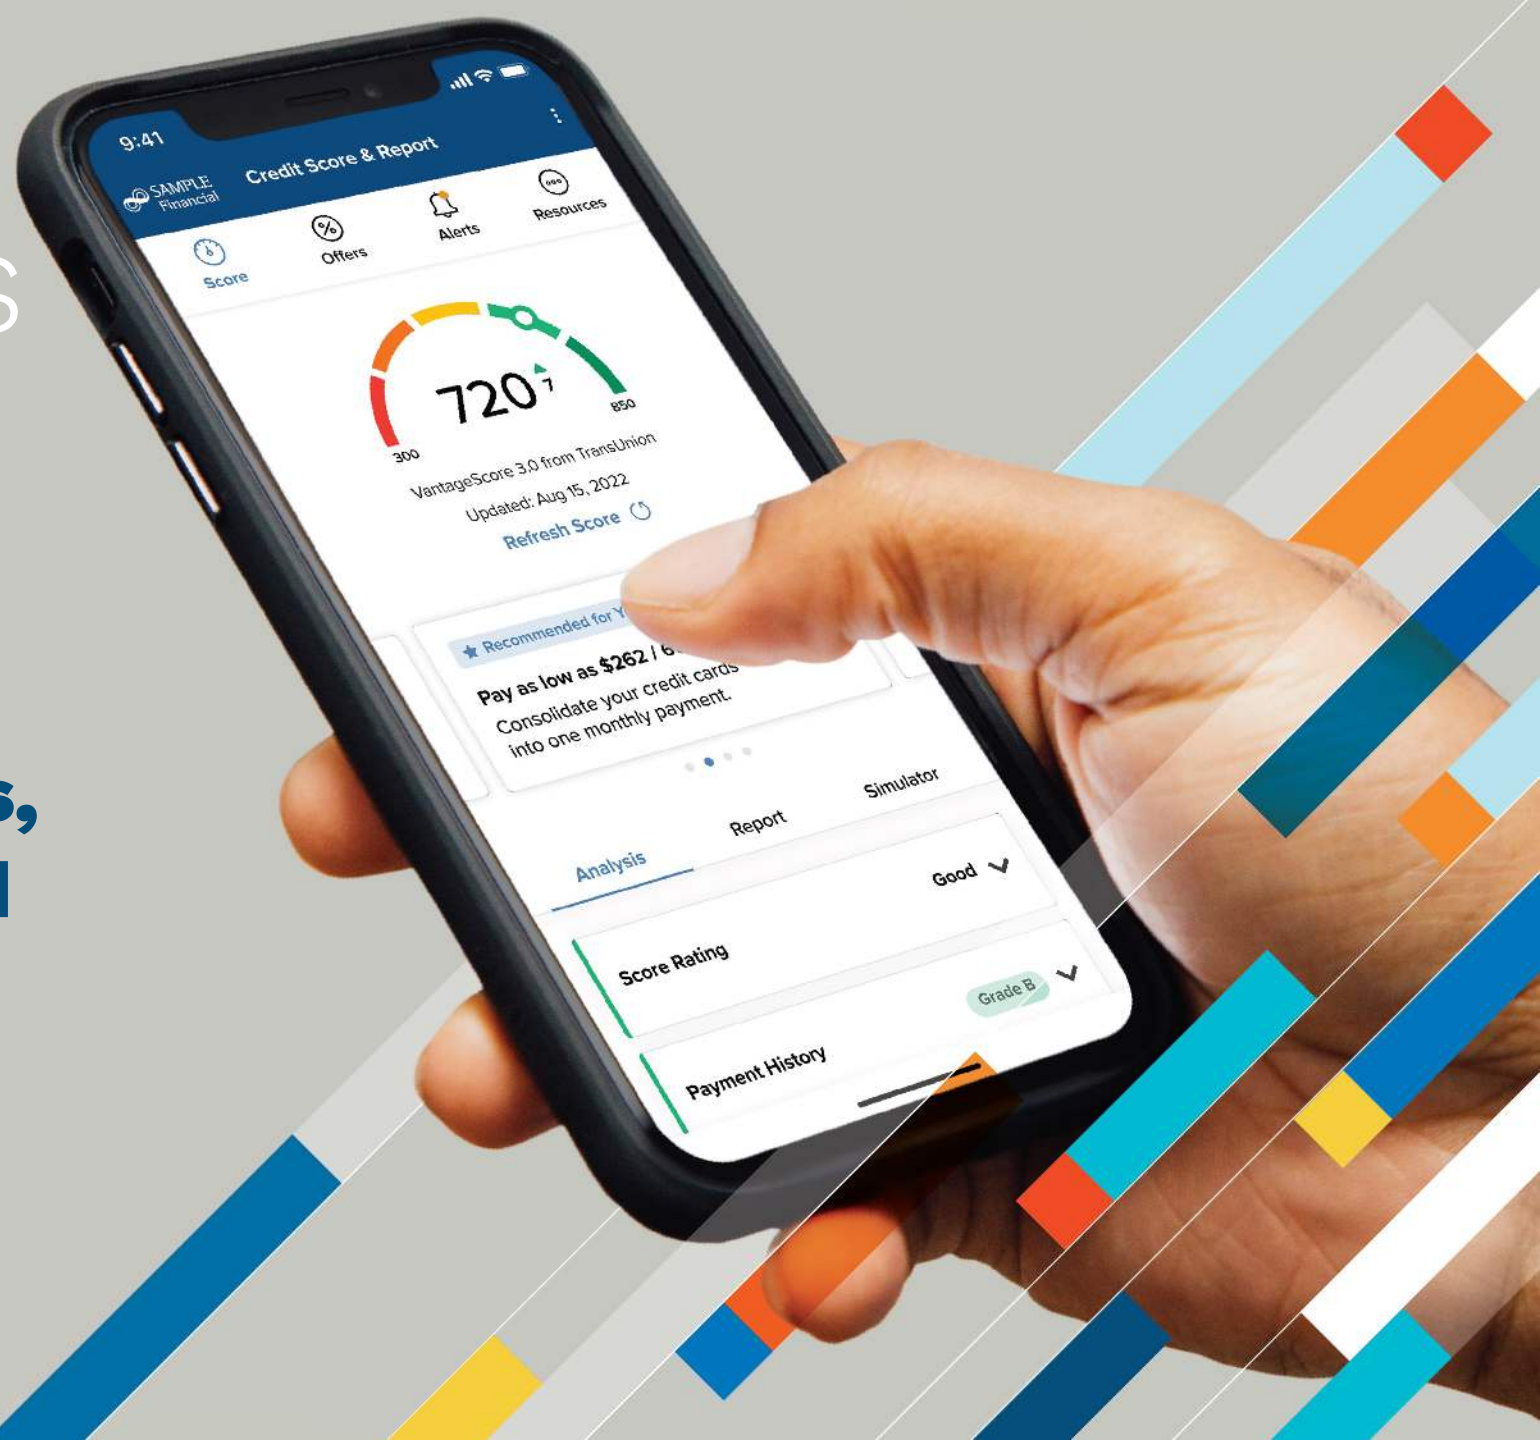 9:41
SAMPLE
Financial
Credit Score & Report
Score
Offers
Alerts
Resources
720
7
300
850
VantageScore 3.0 from TransUnion
Updated: Aug 15, 2022
Refresh Score
Recommended for
Pay as low as $262 /
Consolidate your credit cards
into one monthly payment.
Analysis
Report
Simulator
Score Rating
Good
Payment History
Grade B